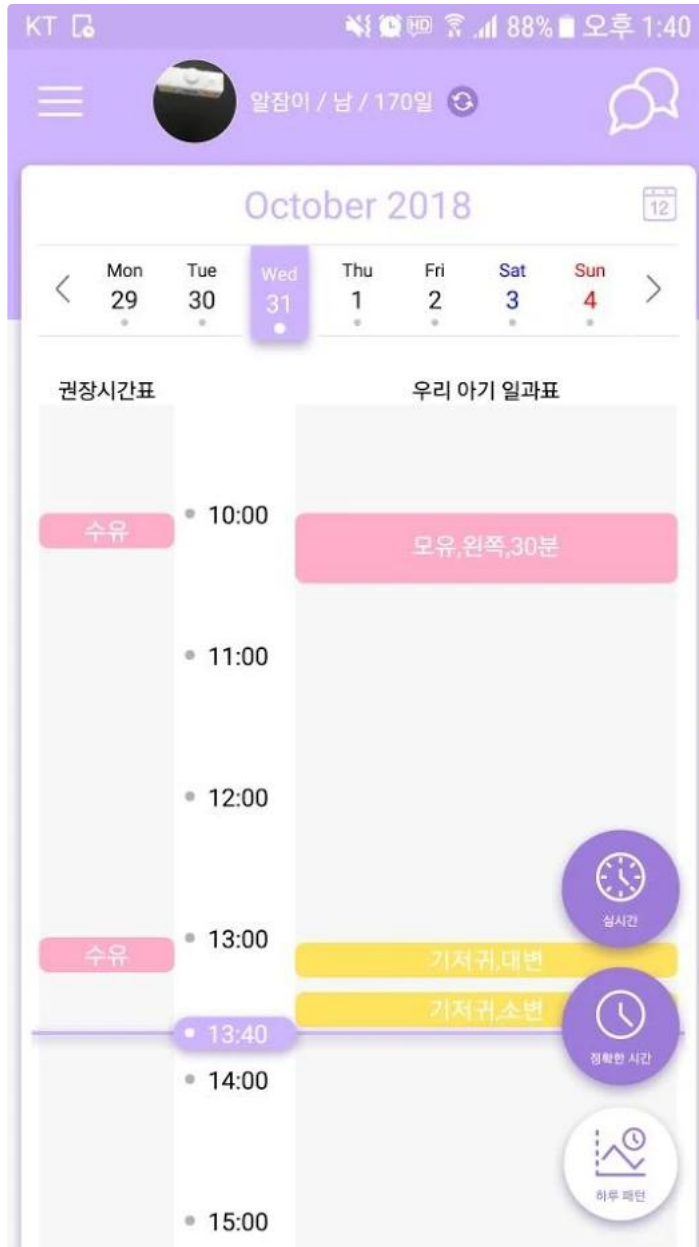 KT HD 88% 오후 1:40
알잠이 / 남 / 170일
October 2018
12
Mon Tue Wed Thu Fri Sat Sun
29 30 31 1 2 3 4
권장시간표 우리 아기 일과표
수유 10:00 모유,왼쪽,30분
11:00
12:00
실시간
수유 13:00 기저귀,대변
기저귀,소변
13:40
정확한 시간
14:00
하루 패턴
15:00